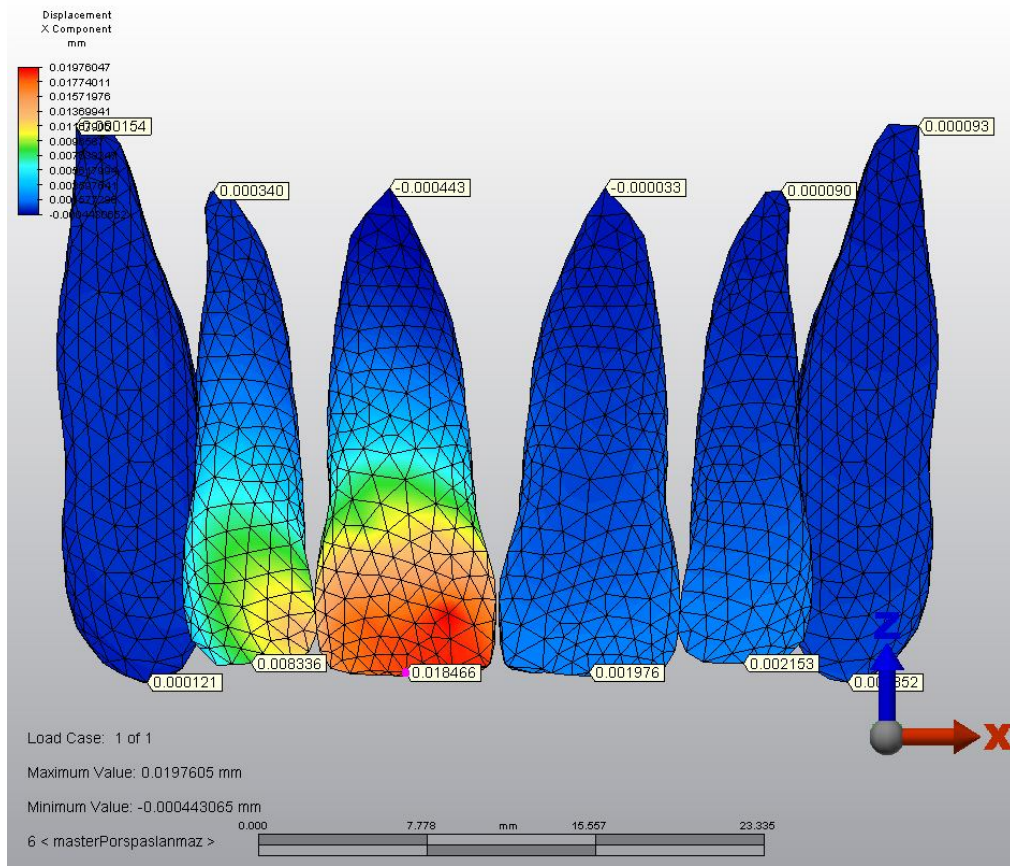 Displacement
X Component
mm
0.01976047
0.01774011
0.01571976
0.01369941
0.000154
0.000093
0.000340
-0.000443
-0.000033
0.000090
0.008336
0.018466
0.001976
0.002153
0.000121
Z
X
Load Case: 1 of 1
Maximum Value: 0.0197605 mm
Minimum Value: -0.000443065 mm
6 < masterPorspaslanmaz >
0.000 7.778 mm 15.557 23.335